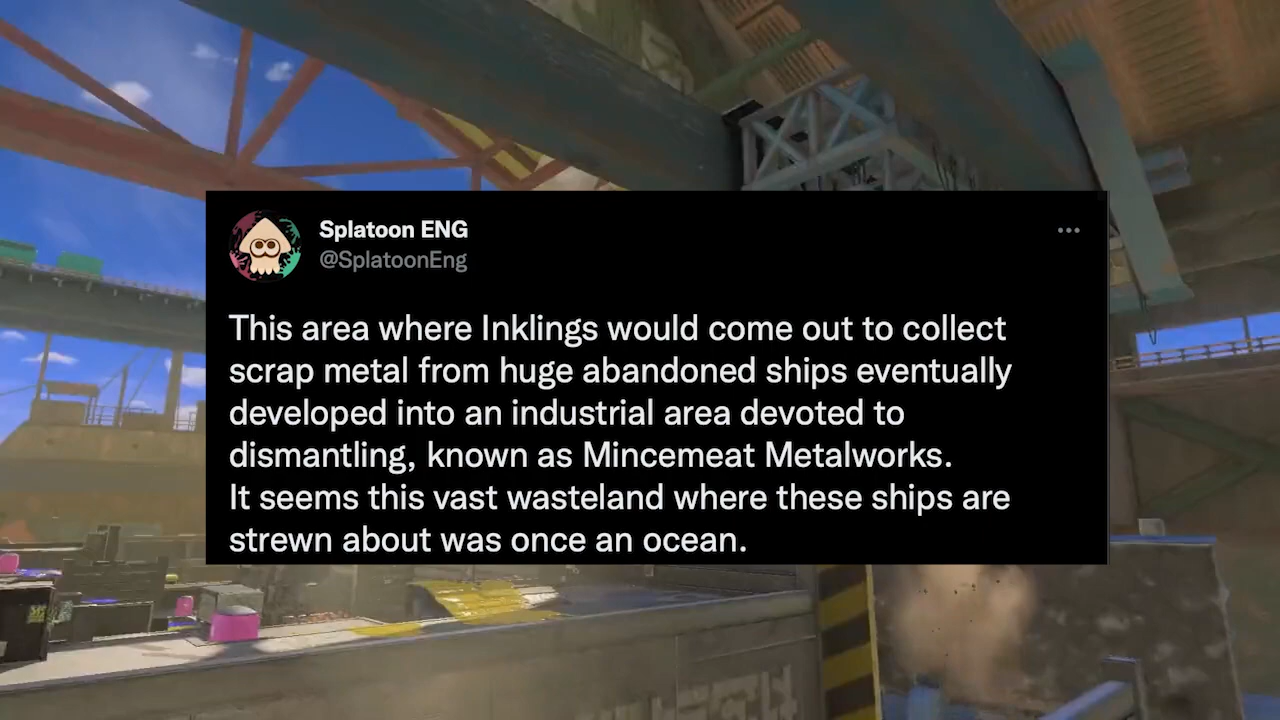 Splatoon ENG
@SplatoonEng
This area where Inklings would come out to collect
scrap metal from huge abandoned ships eventually
developed into an industrial area devoted to
dismantling, known as Mincemeat Metalworks.
It seems this vast wasteland where these ships are
strewn about was once an ocean.